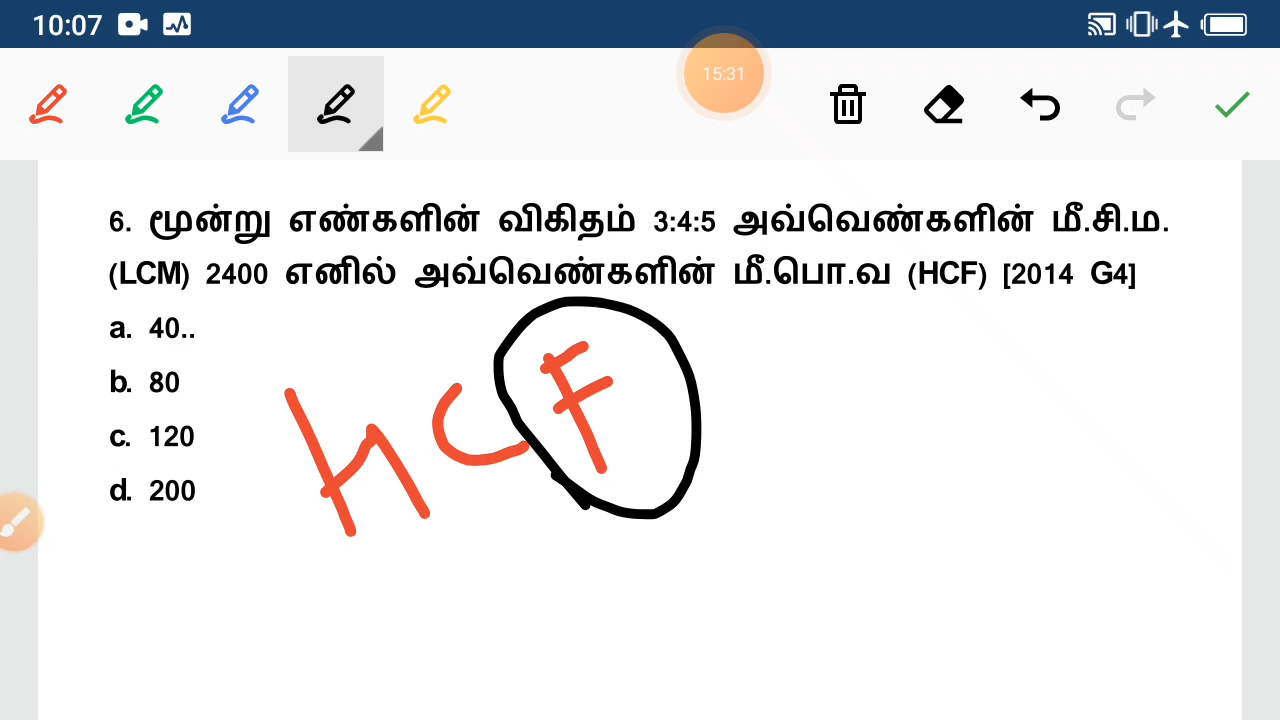 10:07
15:31
6. மூன்று எண்களின் விகிதம் 3:4:5 அவ்வெண்களின் மீ.சி.ம.
(LCM) 2400 எனில் அவ்வெண்களின் மீ.பொ.வ (HCF) [2014 G4]
a. 40..
b. 80
c. 120
d. 200
HCF